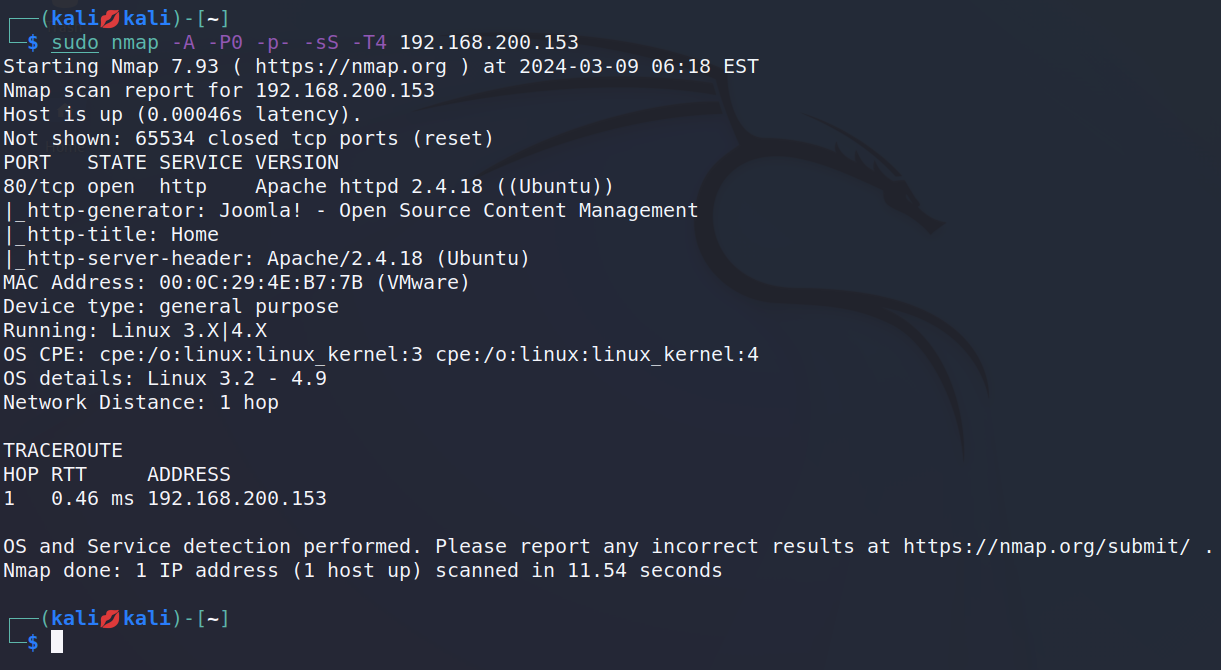 ┌──(kali💋kali)-[~]
└─$ sudo nmap -A -P0 -p- -sS -T4 192.168.200.153
Starting Nmap 7.93 ( https://nmap.org ) at 2024-03-09 06:18 EST
Nmap scan report for 192.168.200.153
Host is up (0.00046s latency).
Not shown: 65534 closed tcp ports (reset)
PORT   STATE SERVICE VERSION
80/tcp open  http    Apache httpd 2.4.18 ((Ubuntu))
|_http-generator: Joomla! - Open Source Content Management
|_http-title: Home
|_http-server-header: Apache/2.4.18 (Ubuntu)
MAC Address: 00:0C:29:4E:B7:7B (VMware)
Device type: general purpose
Running: Linux 3.X|4.X
OS CPE: cpe:/o:linux:linux_kernel:3 cpe:/o:linux:linux_kernel:4
OS details: Linux 3.2 - 4.9
Network Distance: 1 hop
TRACEROUTE
HOP RTT     ADDRESS
1   0.46 ms 192.168.200.153
OS and Service detection performed. Please report any incorrect results at https://nmap.org/submit/ .
Nmap done: 1 IP address (1 host up) scanned in 11.54 seconds
┌──(kali💋kali)-[~]
└─$